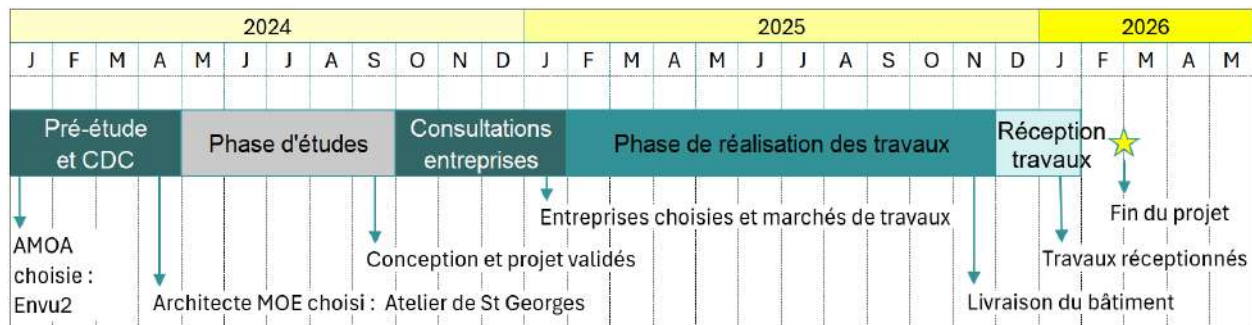 2024 2025 2026
J F M A M J J A S O N D J F M A M J J A S O N D J F M A M
Pré-étude
et CDC
Phase d'études
Consultations
entreprises
Phase de réalisation des travaux
Réception
travaux
Entreprises choisies et marchés de travaux
Fin du projet
AMOA
choisie :
Envu2
Conception et projet validés
Travaux réceptionnés
Architecte MOE choisi : Atelier de St Georges
Livraison du bâtiment